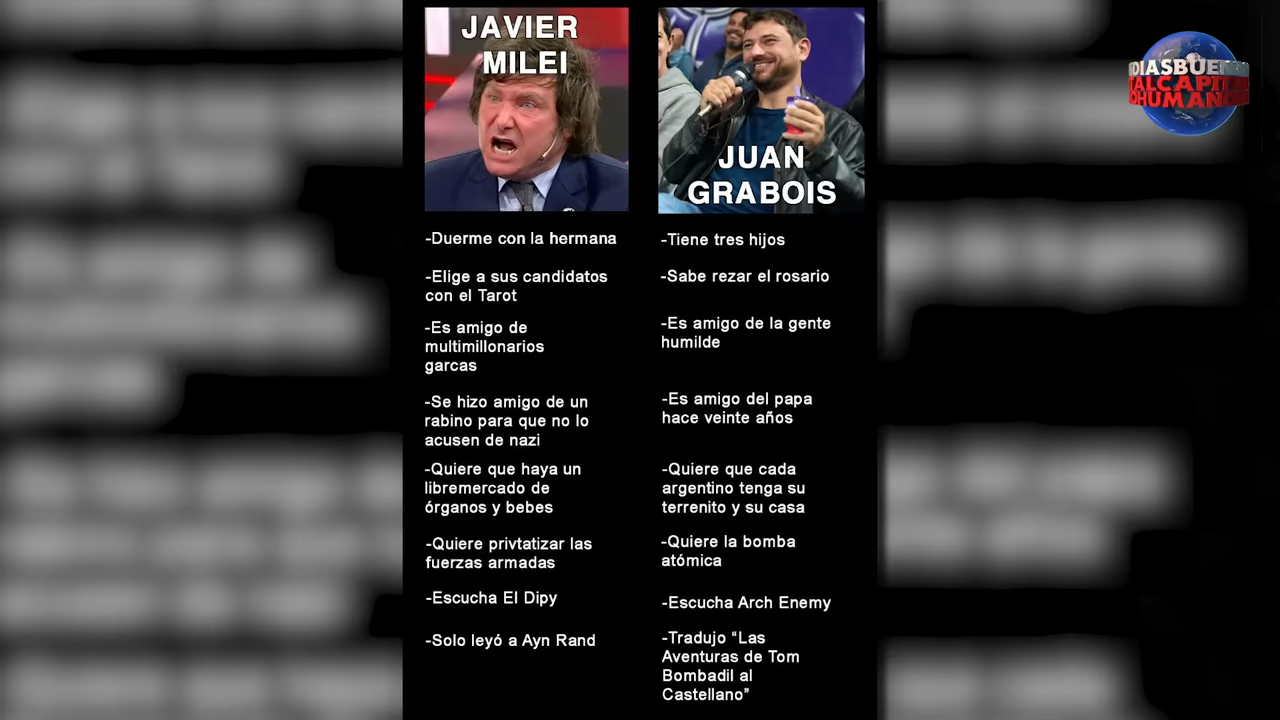 JAVIER
MILEI
-Duerme con la hermana
-Elige a sus candidatos
con el Tarot
-Es amigo de
multimillonarios
garcas
-Se hizo amigo de un
rabino para que no lo
acusen de nazi
-Quiere que haya un
libremercado de
órganos y bebes
-Quiere privtatizar las
fuerzas armadas
-Escucha El Dipy
-Solo leyó a Ayn Rand
JUAN
GRABOIS
-Tiene tres hijos
-Sabe rezar el rosario
-Es amigo de la gente
humilde
-Es amigo del papa
hace veinte años
-Quiere que cada
argentino tenga su
terrenito y su casa
-Quiere la bomba
atómica
-Escucha Arch Enemy
-Tradujo “Las
Aventuras de Tom
Bombadil al
Castellano”